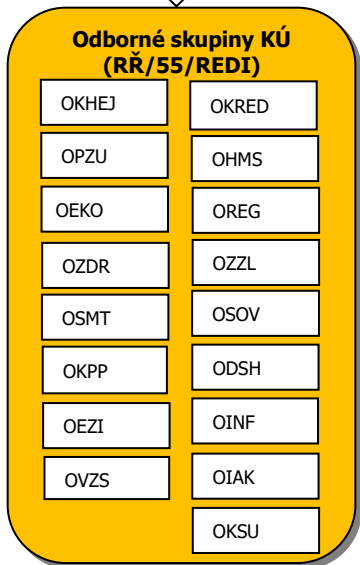 Odborné skupiny KÚ
(RŘ/55/REDI)
OKHEJ
OKRED
OPZU
OHMS
OEKO
OREG
OZDR
OZZL
OSMT
OSOV
OKPP
ODSH
OEZI
OINF
OVZS
OIAK
OKSU